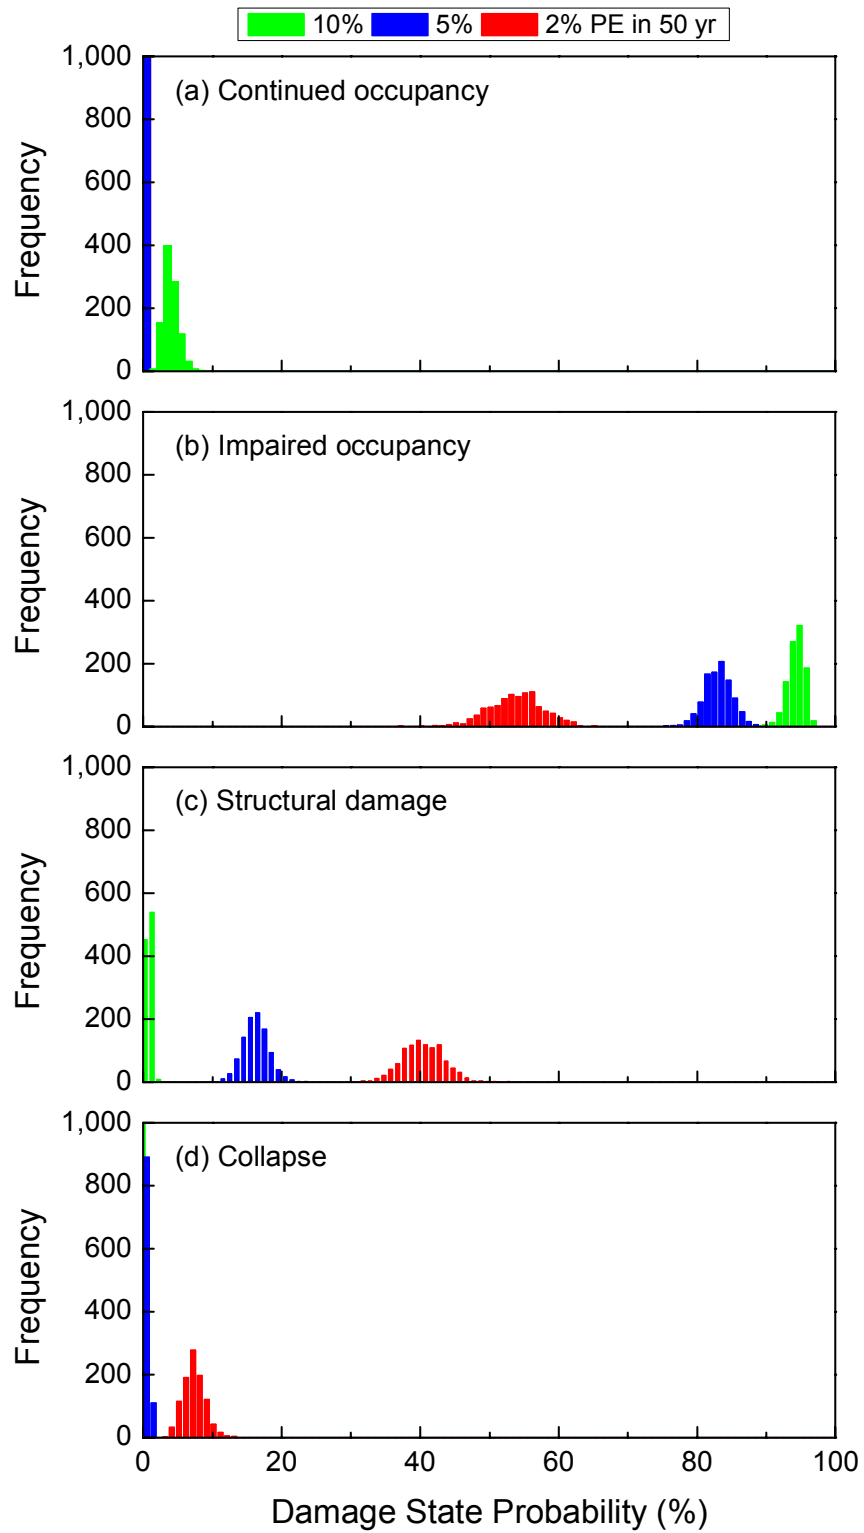 10% 5% 2% PE in 50 yr
1,000
(a) Continued occupancy
800
600
Frequency
400
200
0
1,000
(b) Impaired occupancy
800
600
Frequency
400
200
0
1,000
(c) Structural damage
800
600
Frequency
400
200
0
1,000
(d) Collapse
800
600
Frequency
400
200
0
0 20 40 60 80 100
Damage State Probability (%)